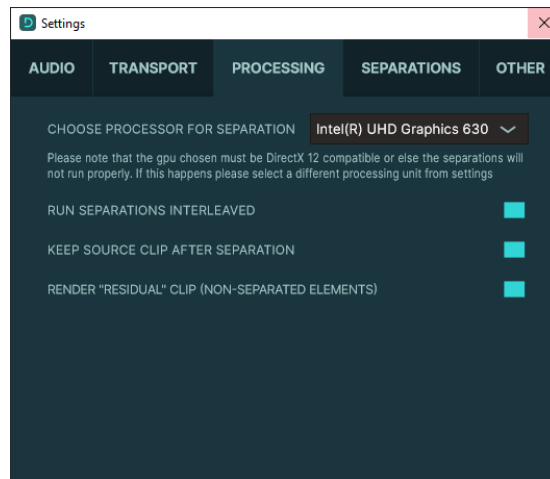 Settings
AUDIO TRANSPORT PROCESSING SEPARATIONS OTHER
CHOOSE PROCESSOR FOR SEPARATION Intel(R) UHD Graphics 630
Please note that the gpu chosen must be DirectX 12 compatible or else the separations will
not run properly. If this happens please select a different processing unit from settings
RUN SEPARATIONS INTERLEAVED
KEEP SOURCE CLIP AFTER SEPARATION
RENDER "RESIDUAL" CLIP (NON-SEPARATED ELEMENTS)